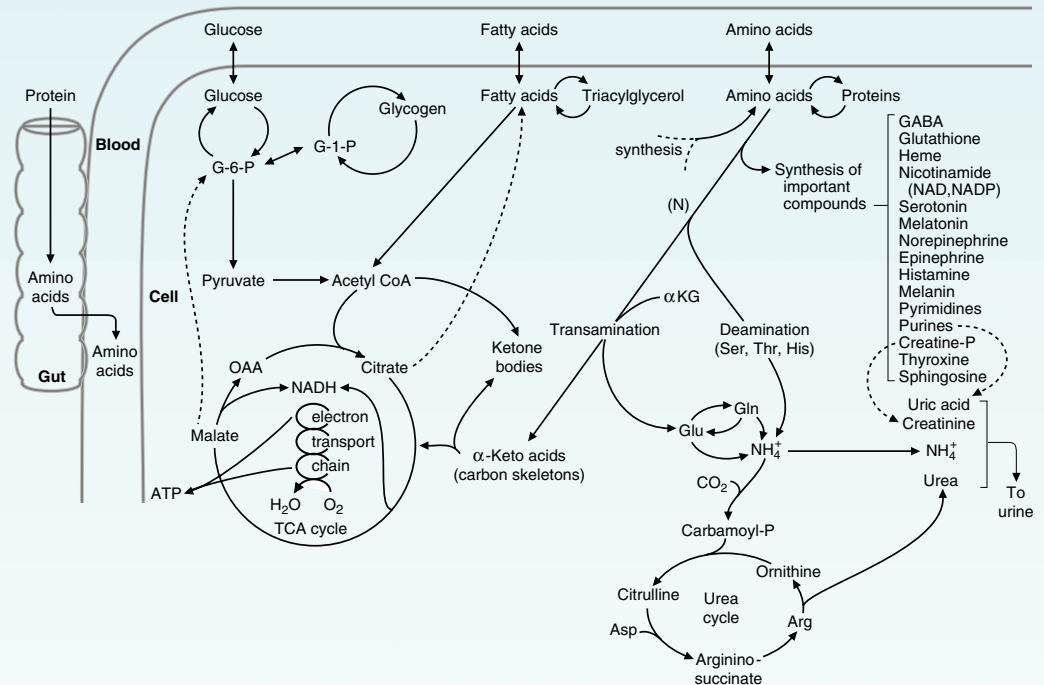 Glucose
Fatty acids
Amino acids
Protein
Glucose
Glycogen
Fatty acids
Triacylglycerol
Amino acids
Proteins
Blood
G-1-P
synthesis
G-6-P
Synthesis of
important
compounds
GABA
Glutathione
Heme
Nicotinamide
(NAD,NADP)
Serotonin
Melatonin
Norepinephrine
Epinephrine
Histamine
Melanin
Pyrimidines
Purines
Creatine-P
Thyroxine
Sphingosine
(N)
Amino
acids
Cell
Pyruvate
Acetyl CoA
αKG
Transamination
Deamination
(Ser, Thr, His)
Amino
acids
Gut
OAA
Citrate
Ketone
bodies
NADH
Uric acid
Creatinine
electron
transport
chain
Malate
Gln
Glu
NH₄⁺
NH₄⁺
α-Keto acids
(carbon skeletons)
ATP
H₂O
O₂
TCA cycle
CO₂
Urea
To
urine
Carbamoyl-P
Ornithine
Citrulline
Urea
cycle
Asp
Arg
Arginino-
succinate